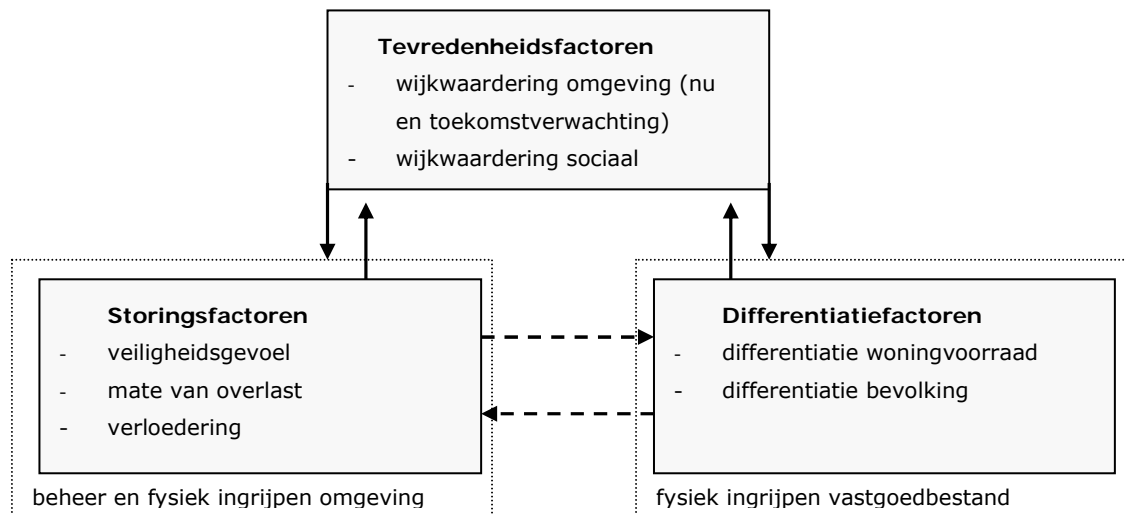 Tevredenheidsfactoren
- wijkwaardering omgeving (nu
en toekomstverwachting)
- wijkwaardering sociaal
Storingsfactoren
- veiligheidsgevoel
- mate van overlast
- verloedering
beheer en fysiek ingrijpen omgeving
Differentiatiefactoren
- differentiatie woningvoorraad
- differentiatie bevolking
fysiek ingrijpen vastgoedbestand